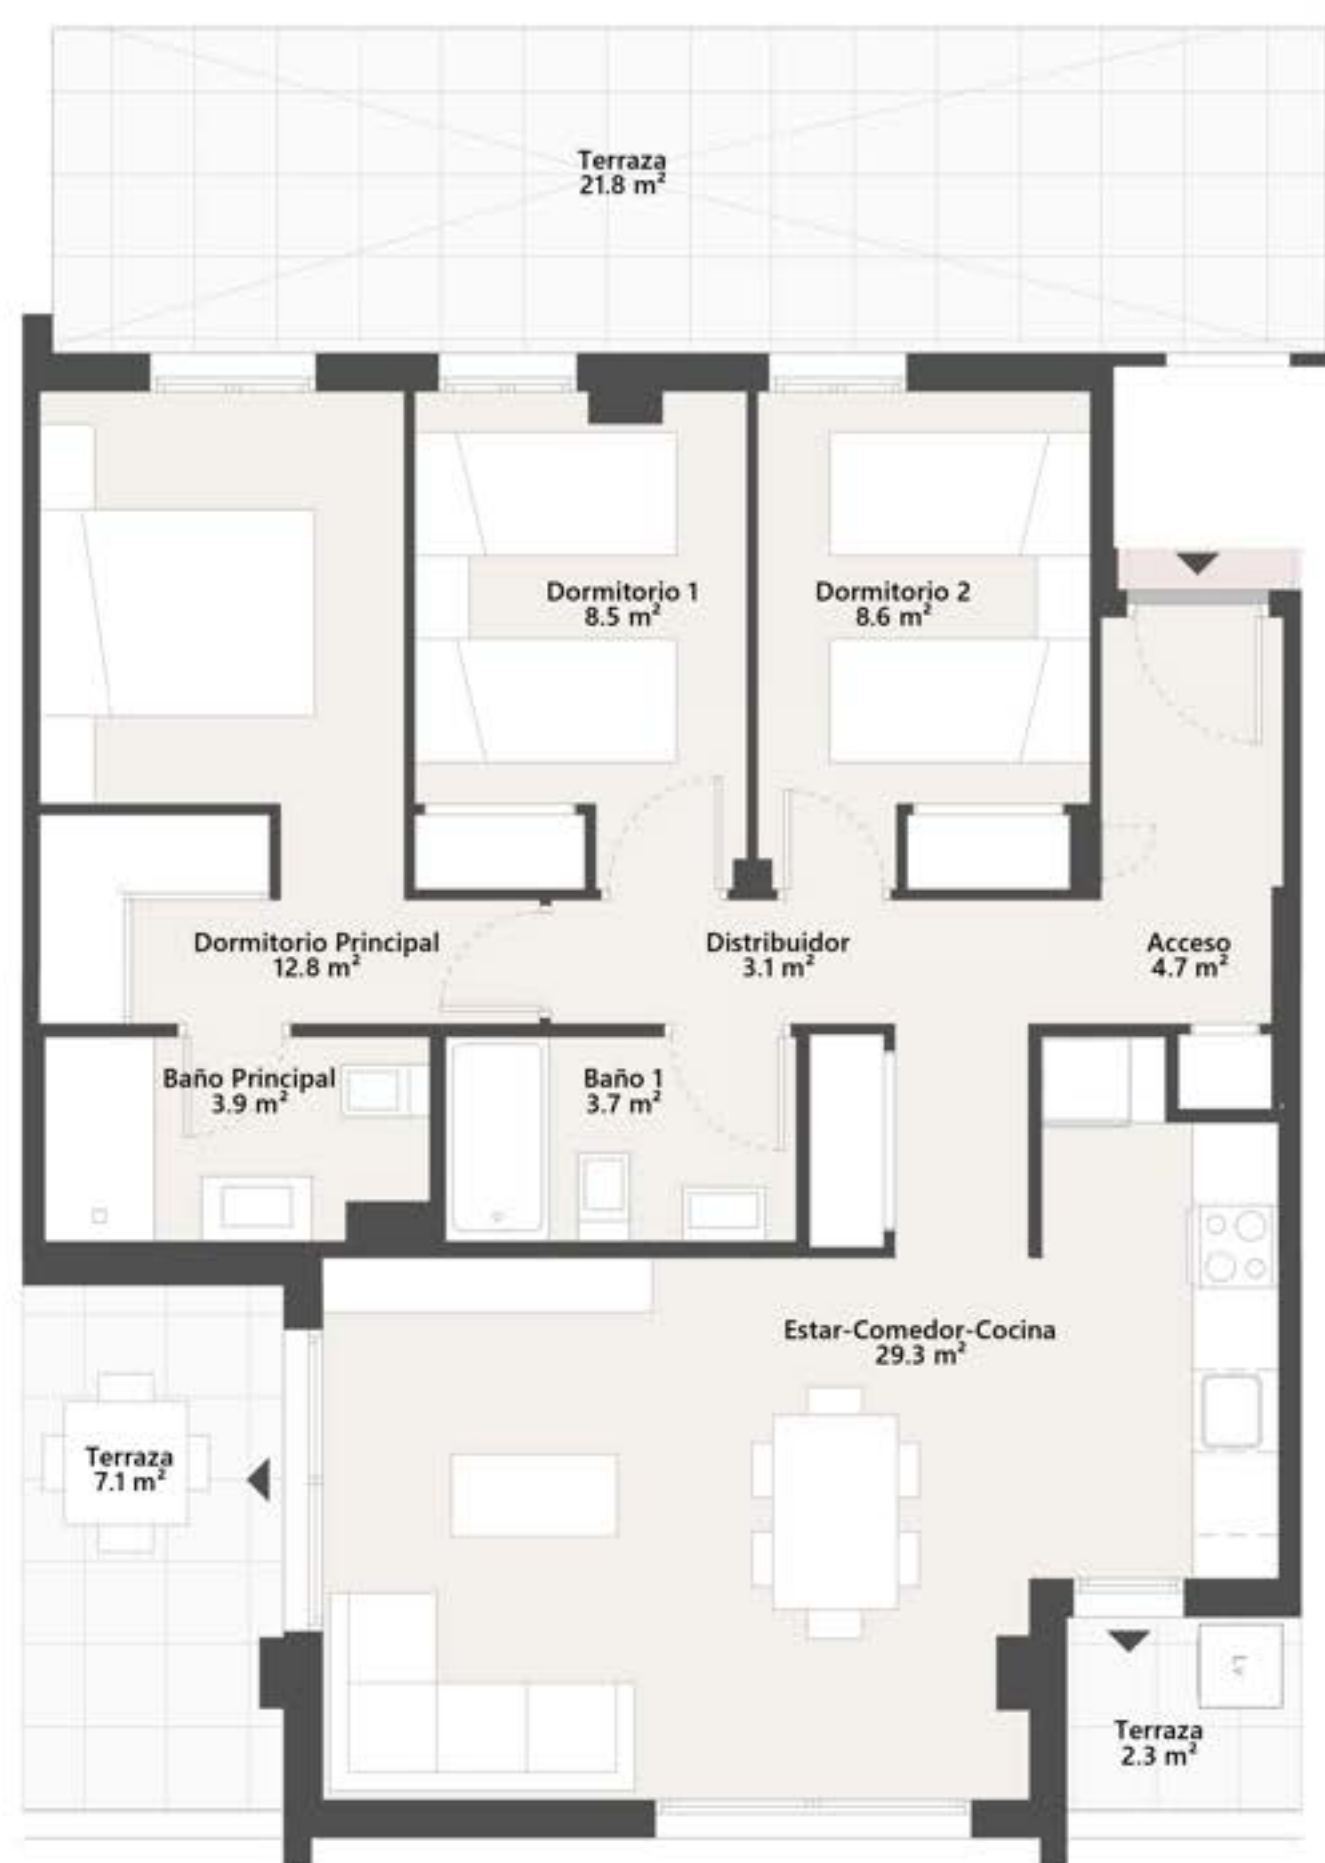 Terraza
21.8 m²
Dormitorio 1
8.5 m²
Dormitorio 2
8.6 m²
Dormitorio Principal
12.8 m²
Distribuidor
3.1 m²
Acceso
4.7 m²
Baño Principal
3.9 m²
Baño 1
3.7 m²
Estar-Comedor-Cocina
29.3 m²
Terraza
7.1 m²
Lv
Terraza
2.3 m²